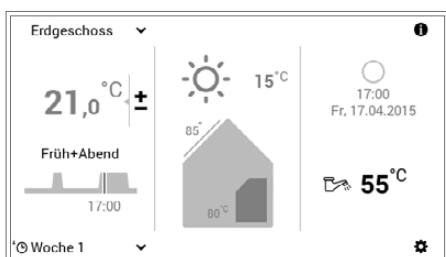 Erdgeschoss
21,0°C ±
Früh+Abend
17:00
Woche 1
15°C
85°
80°C
17:00
Fr, 17.04.2015
55°C